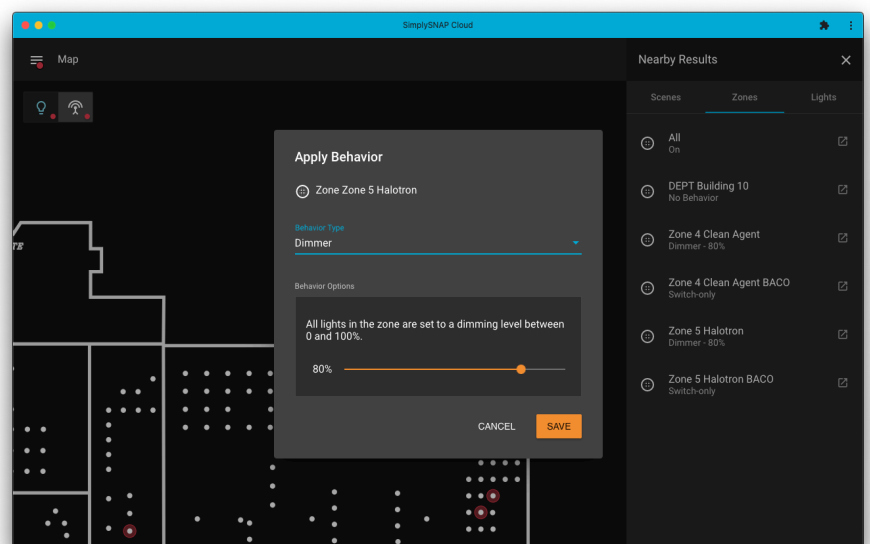 SimplySNAP Cloud
Map
Nearby Results
Scenes
Zones
Lights
All
On
DEPT Building 10
No Behavior
Zone 4 Clean Agent
Dimmer - 80%
Zone 4 Clean Agent BACO
Switch-only
Zone 5 Halotron
Dimmer - 80%
Zone 5 Halotron BACO
Switch-only
Apply Behavior
Zone Zone 5 Halotron
Behavior Type
Dimmer
Behavior Options
All lights in the zone are set to a dimming level between
0 and 100%.
80%
CANCEL
SAVE